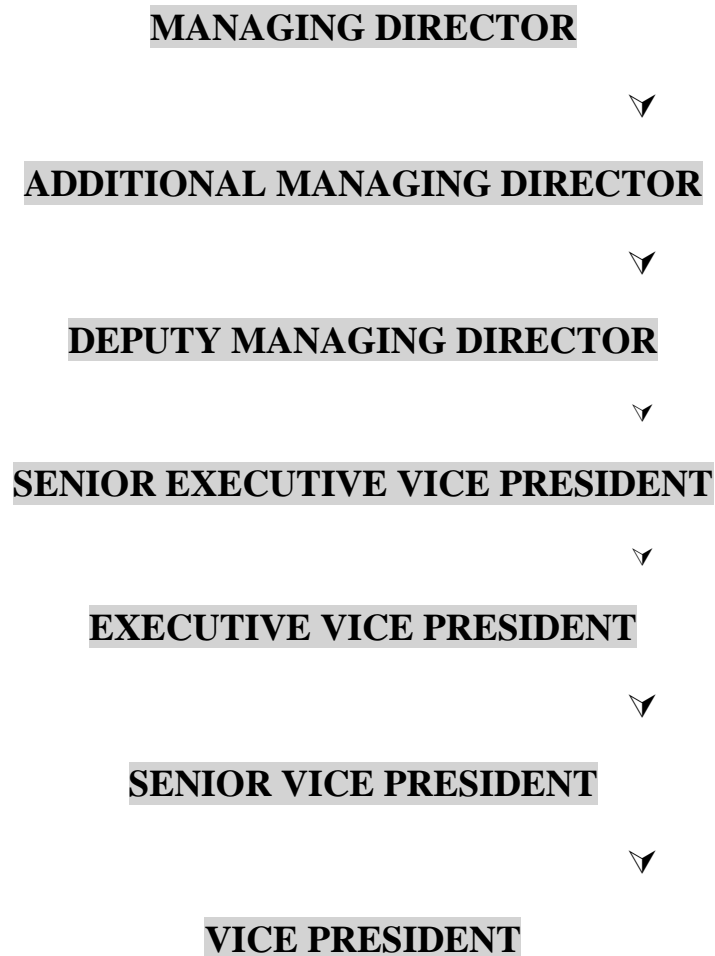 MANAGING DIRECTOR
ADDITIONAL MANAGING DIRECTOR
DEPUTY MANAGING DIRECTOR
SENIOR EXECUTIVE VICE PRESIDENT
EXECUTIVE VICE PRESIDENT
SENIOR VICE PRESIDENT
VICE PRESIDENT